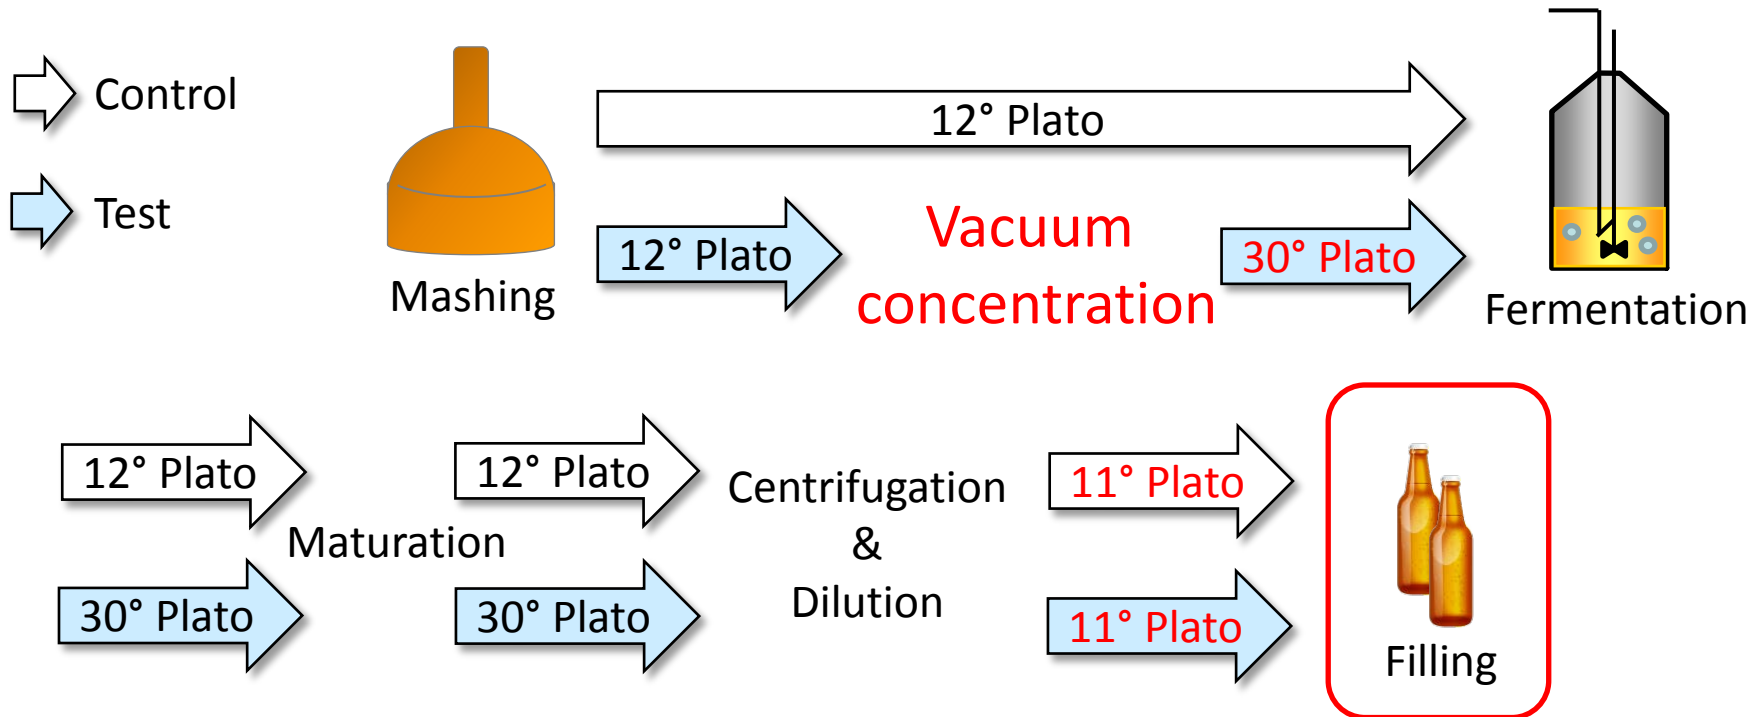 Control
12° Plato
Test
Vacuum
12° Plato
30° Plato
concentration
Mashing
Fermentation
12° Plato
12° Plato
Centrifugation
11° Plato
Maturation
&
30° Plato
30° Plato
Dilution
11° Plato
Filling